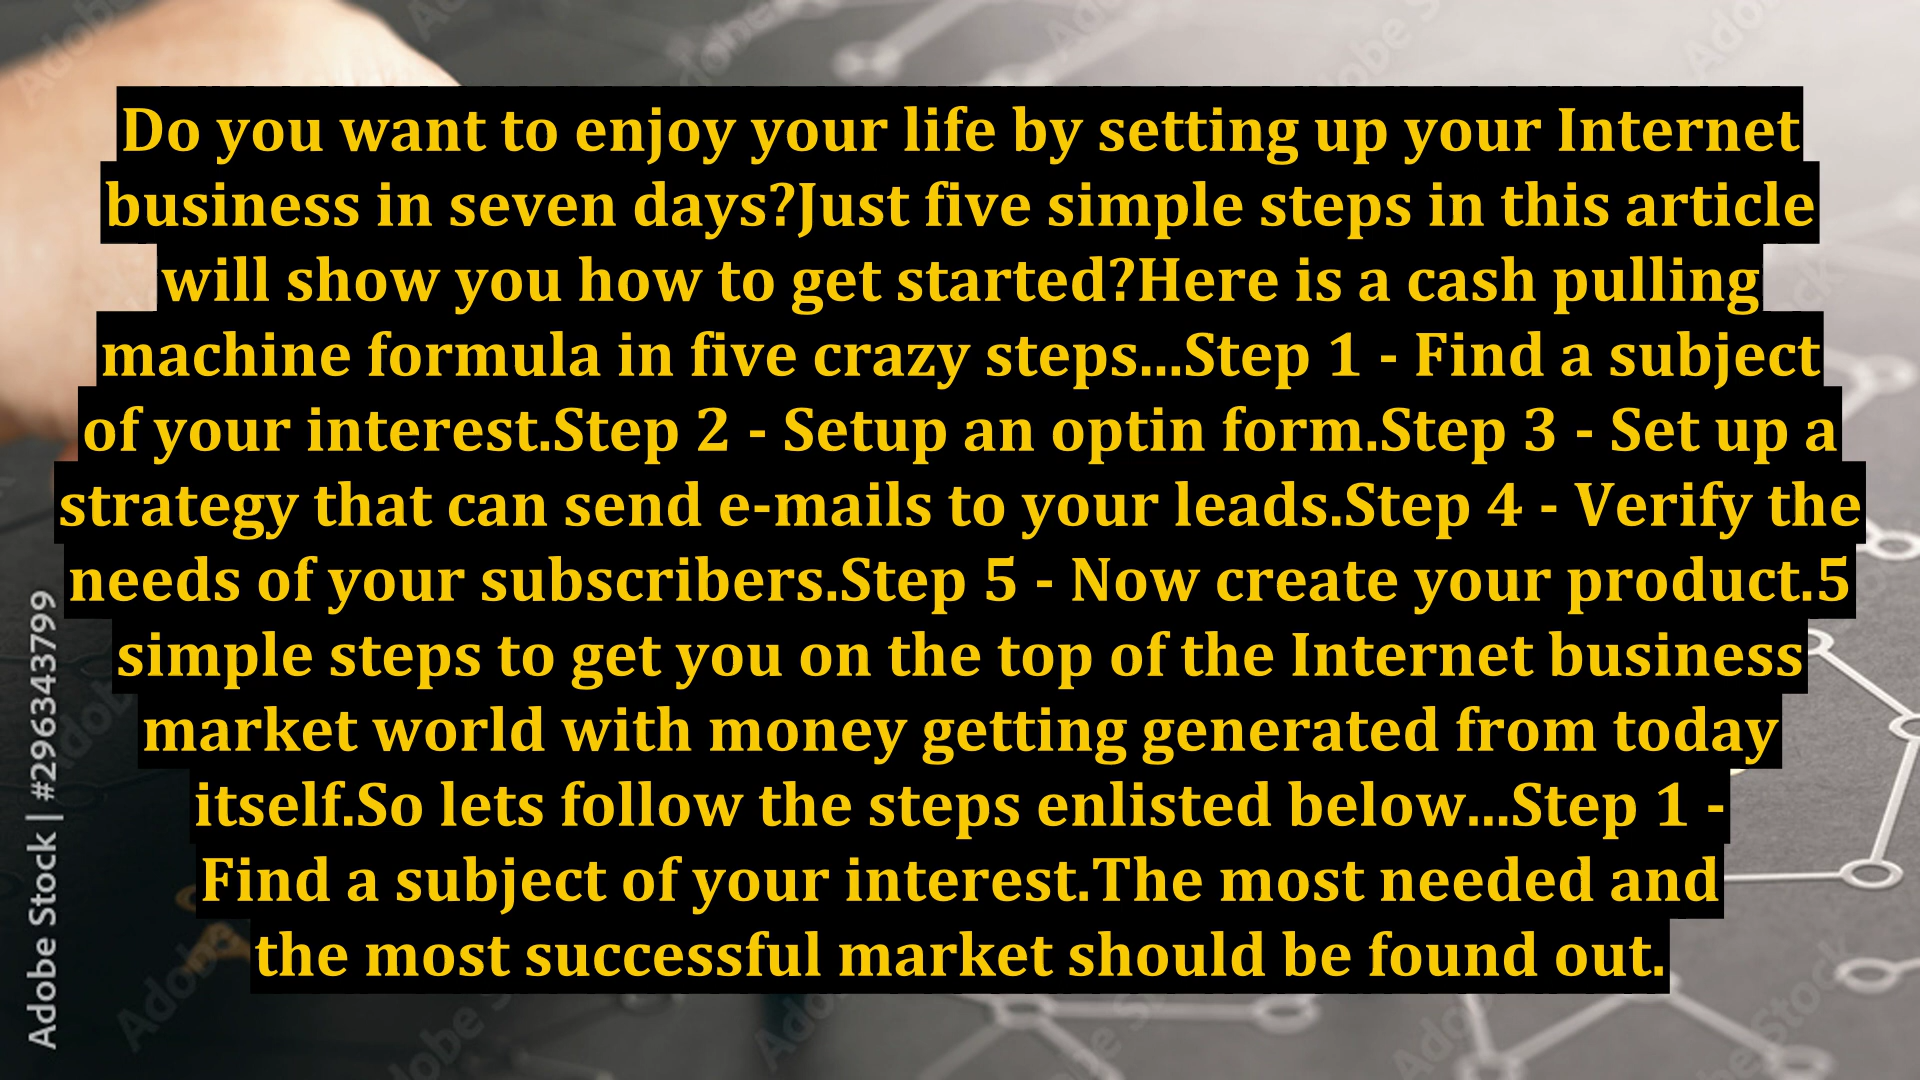 Do you want to enjoy your life by setting up your Internet
business in seven days?Just five simple steps in this article
will show you how to get started?Here is a cash pulling
machine formula in five crazy steps...Step 1 - Find a subject
of your interest.Step 2 - Setup an optin form.Step 3 - Set up a
strategy that can send e-mails to your leads.Step 4 - Verify the
needs of your subscribers.Step 5 - Now create your product.5
simple steps to get you on the top of the Internet business
market world with money getting generated from today
itself.So lets follow the steps enlisted below...Step 1 -
Find a subject of your interest.The most needed and
the most successful market should be found out.
Adobe Stock | #296343799